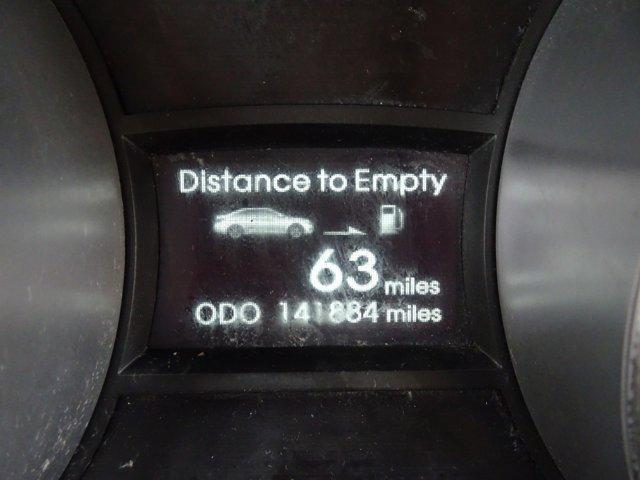 Distance to Empty
63 miles
ODO 141884 miles